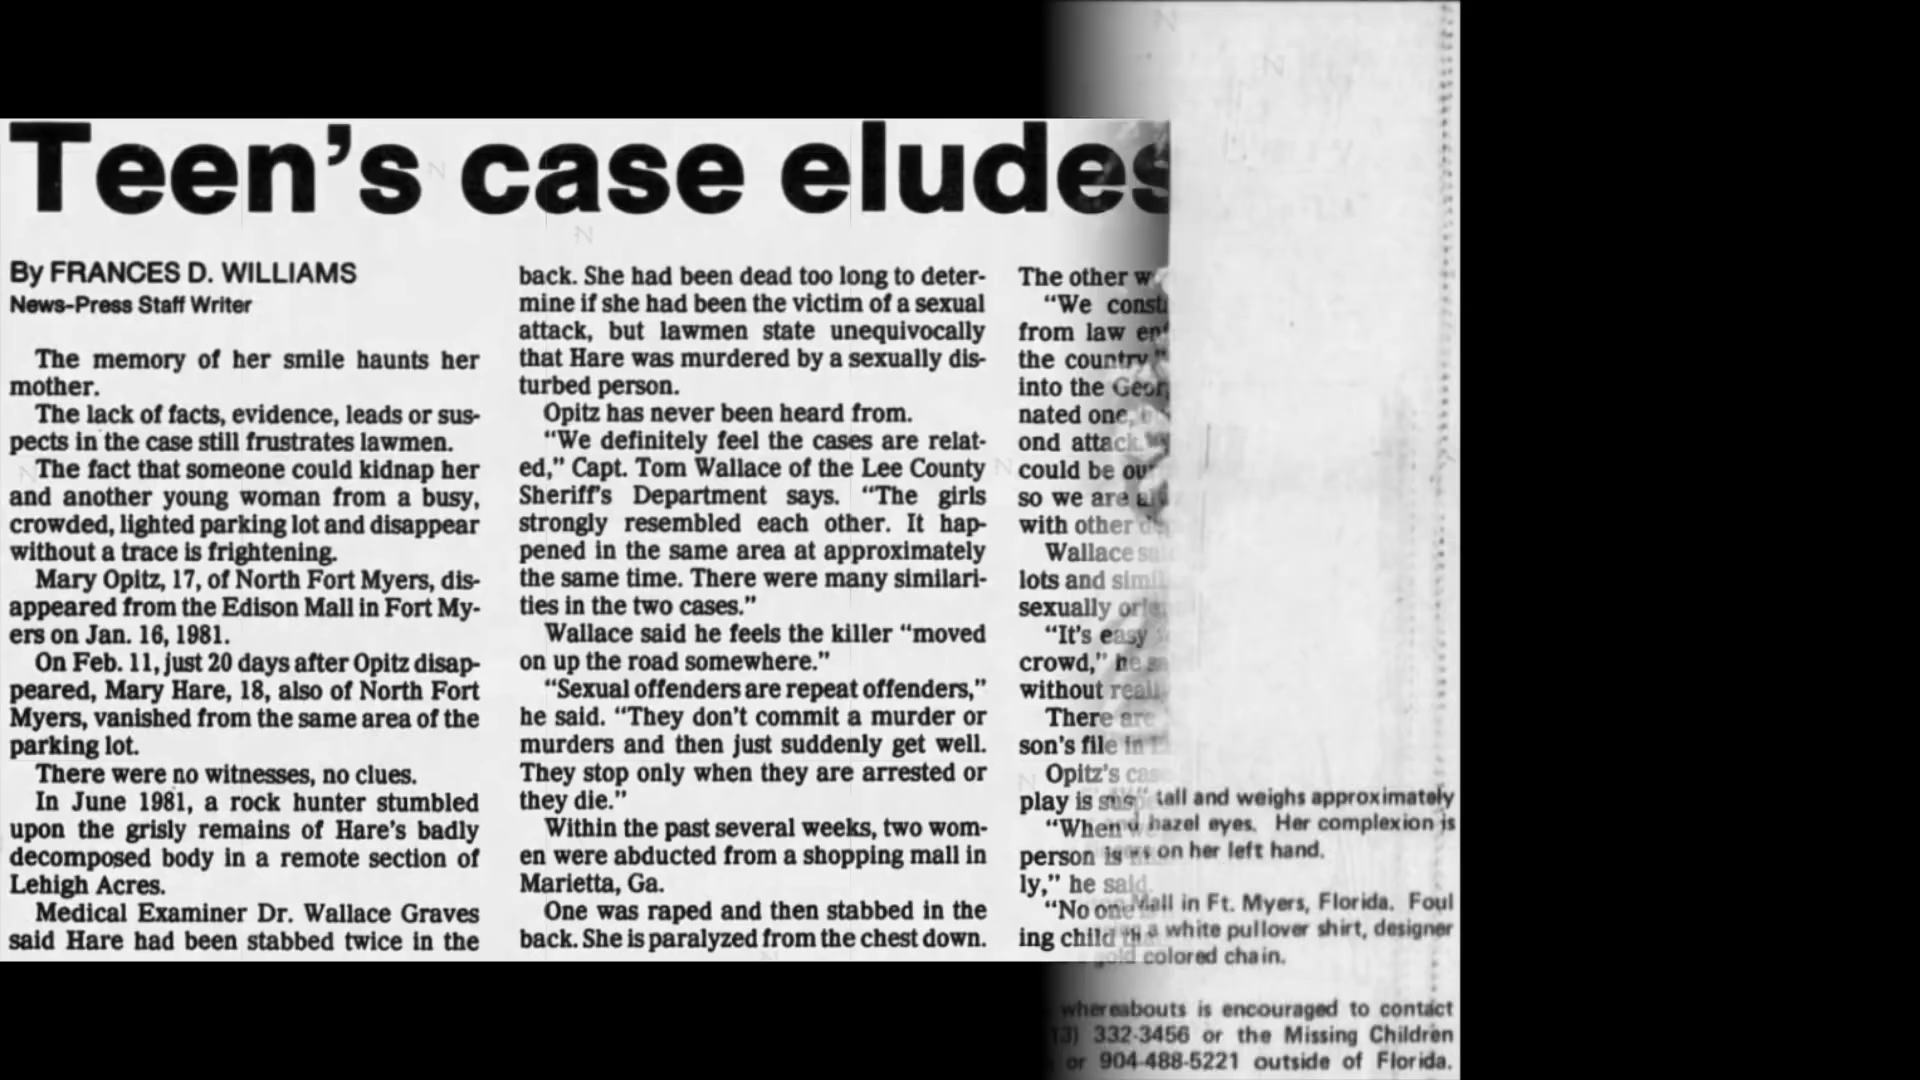 Teen's case eludes
By FRANCES D. WILLIAMS
News-Press Staff Writer
The memory of her smile haunts her
mother.
The lack of facts, evidence, leads or sus-
pects in the case still frustrates lawmen.
The fact that someone could kidnap her
and another young woman from a busy,
crowded, lighted parking lot and disappear
without a trace is frightening.
Mary Opitz, 17, of North Fort Myers, dis-
appeared from the Edison Mall in Fort My-
ers on Jan. 16, 1981.
On Feb. 11, just 20 days after Opitz disap-
peared, Mary Hare, 18, also of North Fort
Myers, vanished from the same area of the
parking lot.
There were no witnesses, no clues.
In June 1981, a rock hunter stumbled
upon the grisly remains of Hare's badly
decomposed body in a remote section of
Lehigh Acres.
Medical Examiner Dr. Wallace Graves
said Hare had been stabbed twice in the
back. She had been dead too long to deter-
mine if she had been the victim of a sexual
attack, but lawmen state unequivocally
that Hare was murdered by a sexually dis-
turbed person.
Opitz has never been heard from.
"We definitely feel the cases are relat-
ed," Capt. Tom Wallace of the Lee County
Sheriff's Department says. "The girls
strongly resembled each other. It hap-
pened in the same area at approximately
the same time. There were many similari-
ties in the two cases."
Wallace said he feels the killer "moved
on up the road somewhere."
"Sexual offenders are repeat offenders,"
he said. "They don't commit a murder or
murders and then just suddenly get well.
They stop only when they are arrested or
they die."
Within the past several weeks, two wom-
en were abducted from a shopping mall in
Marietta, Ga.
One was raped and then stabbed in the
back. She is paralyzed from the chest down.
The other
"We
from law
the country
into the
nated one
ond attack
could be
so we are
with other
Wallace
lots and
sexually
"It's easy
crowd," he
without
There are
son's file in
Opitz's
play is
"When
person is
ly," he said.
"No one
ing child
tall and weighs approximately
hazel eyes. Her complexion is
on her left hand.
Mall in Ft. Myers, Florida. Foul
a white pullover shirt, designer
gold colored chain.
whereabouts is encouraged to contact
332-3456 or the Missing Children
or 904-488-5221 outside of Florida.